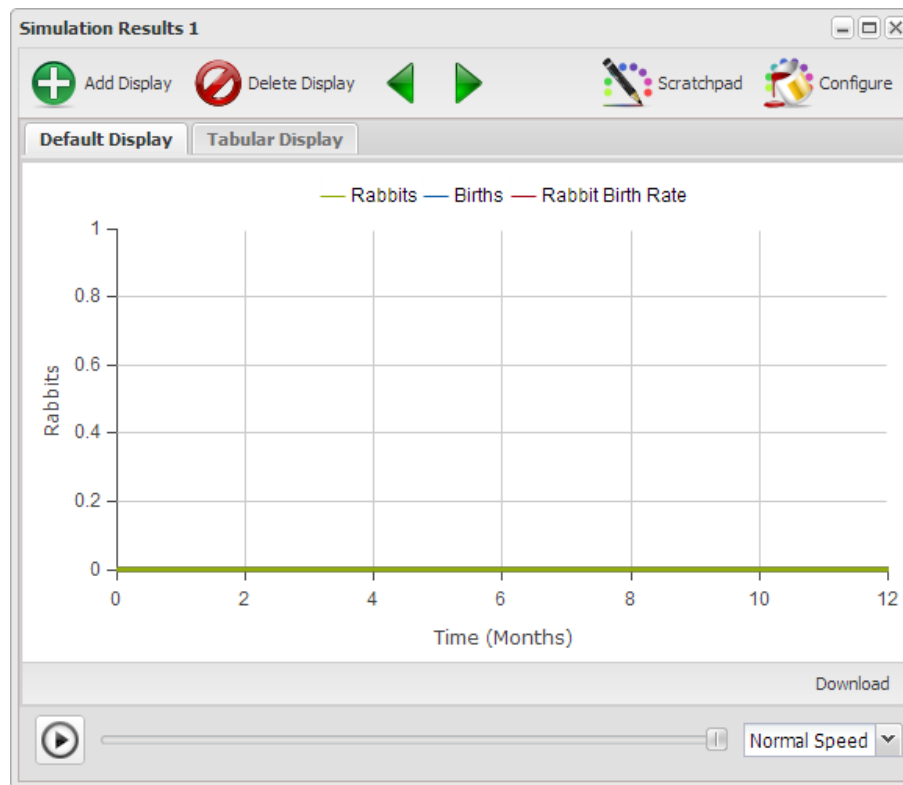 Simulation Results 1
Add Display Delete Display Scratchpad Configure
Default Display Tabular Display
Rabbits Births Rabbit Birth Rate
1
0.8
0.6
0.4
0.2
0
Rabbits
0 2 4 6 8 10 12
Time (Months)
Download
Normal Speed